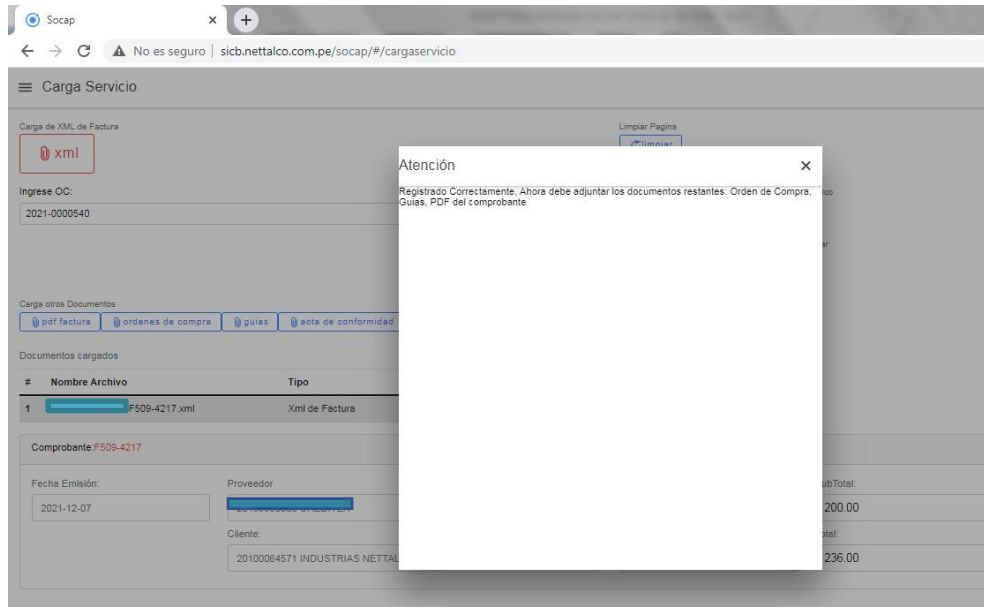 Socap
No es seguro | sicb.nettalco.com.pe/socap/#/cargaservicio
Carga Servicio
Carga de XML de Factura
Limpiar Pagina
xml
limpiar
Atención
Ingrese OC:
Registrado Correctamente, Ahora debe adjuntar los documentos restantes: Orden de Compra,
Guias, PDF del comprobante
2021-0000540
Carga otros Documentos
pdf factura ordenes de compra guias acta de conformidad
Documentos cargados
# Nombre Archivo Tipo
1 F509-4217.xml Xml de Factura
Comprobante:F509-4217
Fecha Emisión: Proveedor ubTotal:
2021-12-07 200.00
Cliente: otal:
20100064571 INDUSTRIAS NETTAL 236.00